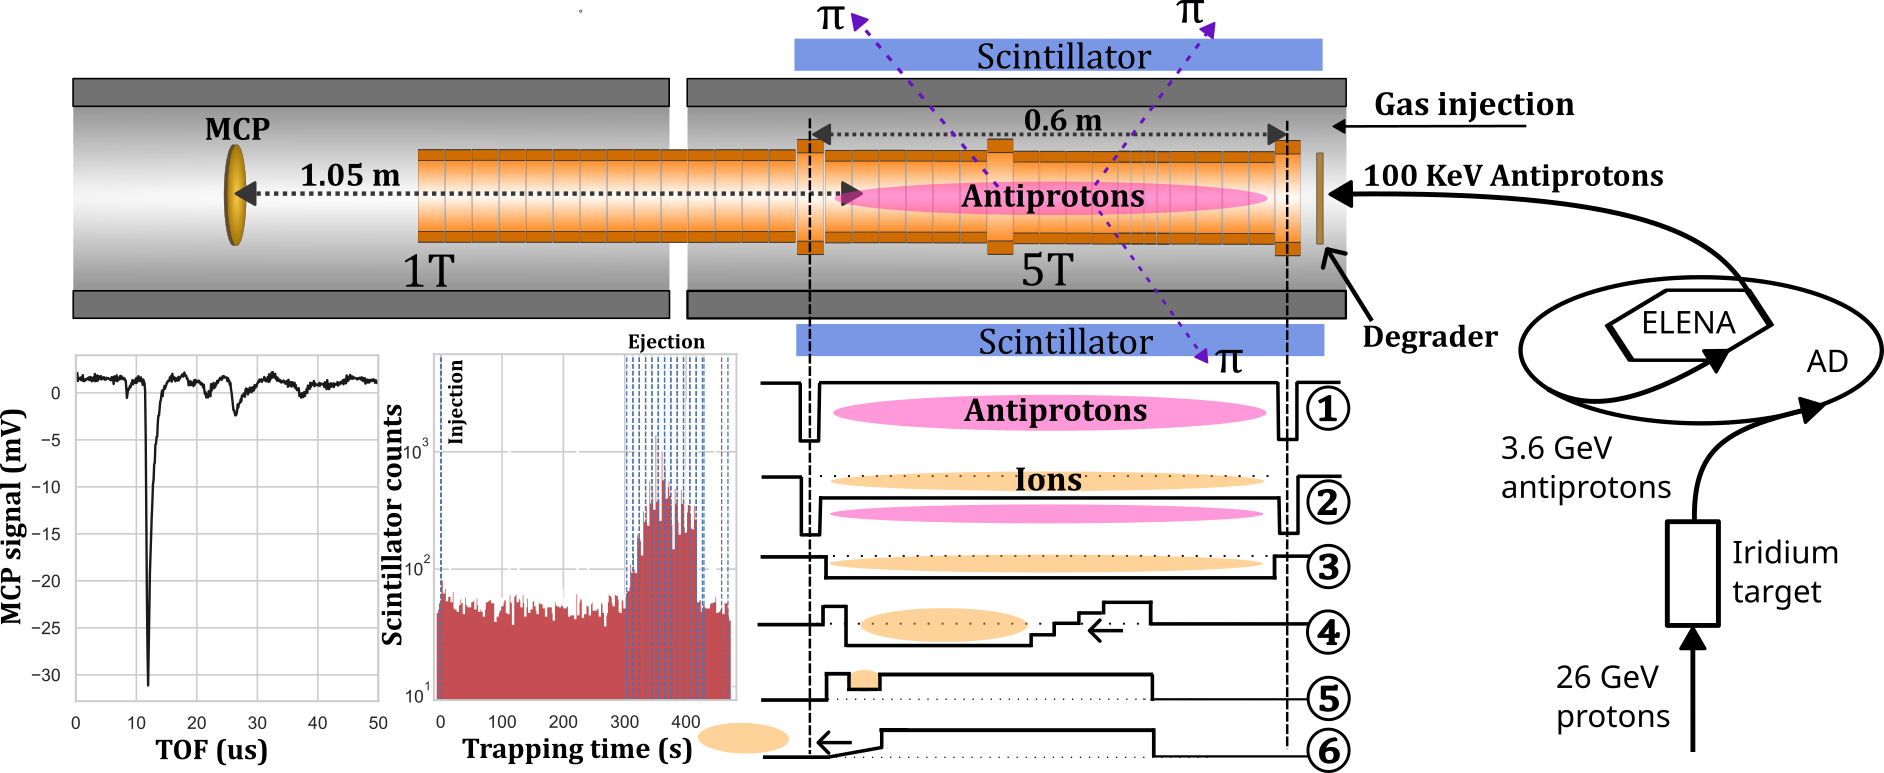 π
π
Scintillator
MCP
0.6 m
Gas injection
1.05 m
100 KeV Antiprotons
Antiprotons
1T
5T
Scintillator
π
Degrader
ELENA
AD
3.6 GeV
antiprotons
Iridium
target
26 GeV
protons
MCP signal (mV)
0
−5
−10
−15
−20
−25
−30
0
10
20
30
40
50
TOF (us)
Ejection
Injection
Scintillator counts
10³
10²
10¹
0
100
200
300
400
Trapping time (s)
Antiprotons
1
Ions
2
3
4
5
6